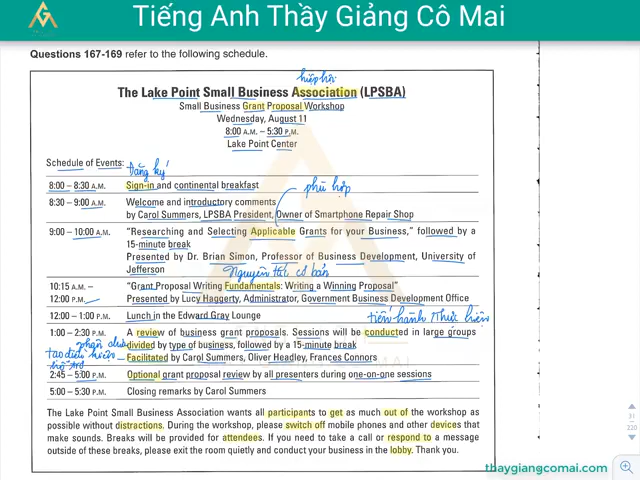 Tiếng Anh Thầy Giảng Cô Mai
Questions 167-169 refer to the following schedule.
hiệp hội
The Lake Point Small Business Association (LPSBA)
Small Business Grant Proposal Workshop
Wednesday, August 11
8:00 A.M. – 5:30 P.M.
Lake Point Center
Schedule of Events:
Đăng ký
8:00 – 8:30 A.M. Sign-in and continental breakfast
phù hợp
8:30 – 9:00 A.M. Welcome and introductory comments
by Carol Summers, LPSBA President, Owner of Smartphone Repair Shop
9:00 – 10:00 A.M. "Researching and Selecting Applicable Grants for your Business," followed by a
15-minute break
Presented by Dr. Brian Simon, Professor of Business Development, University of
Jefferson
Nguyên tắc cơ bản
10:15 A.M. – "Grant Proposal Writing Fundamentals: Writing a Winning Proposal"
12:00 P.M. Presented by Lucy Haggerty, Administrator, Government Business Development Office
12:00 – 1:00 P.M. Lunch in the Edward Gray Lounge
tiến hành thực hiện
1:00 – 2:30 P.M. A review of business grant proposals. Sessions will be conducted in large groups
phân chia
divided by type of business, followed by a 15-minute break
tạo điều kiện
Facilitated by Carol Summers, Oliver Headley, Frances Connors
hỗ trợ
2:45 – 5:00 P.M. Optional grant proposal review by all presenters during one-on-one sessions
5:00 – 5:30 P.M. Closing remarks by Carol Summers
The Lake Point Small Business Association wants all participants to get as much out of the workshop as
possible without distractions. During the workshop, please switch off mobile phones and other devices that
make sounds. Breaks will be provided for attendees. If you need to take a call or respond to a message
outside of these breaks, please exit the room quietly and conduct your business in the lobby. Thank you.
31
220
thaygiangcomai.com